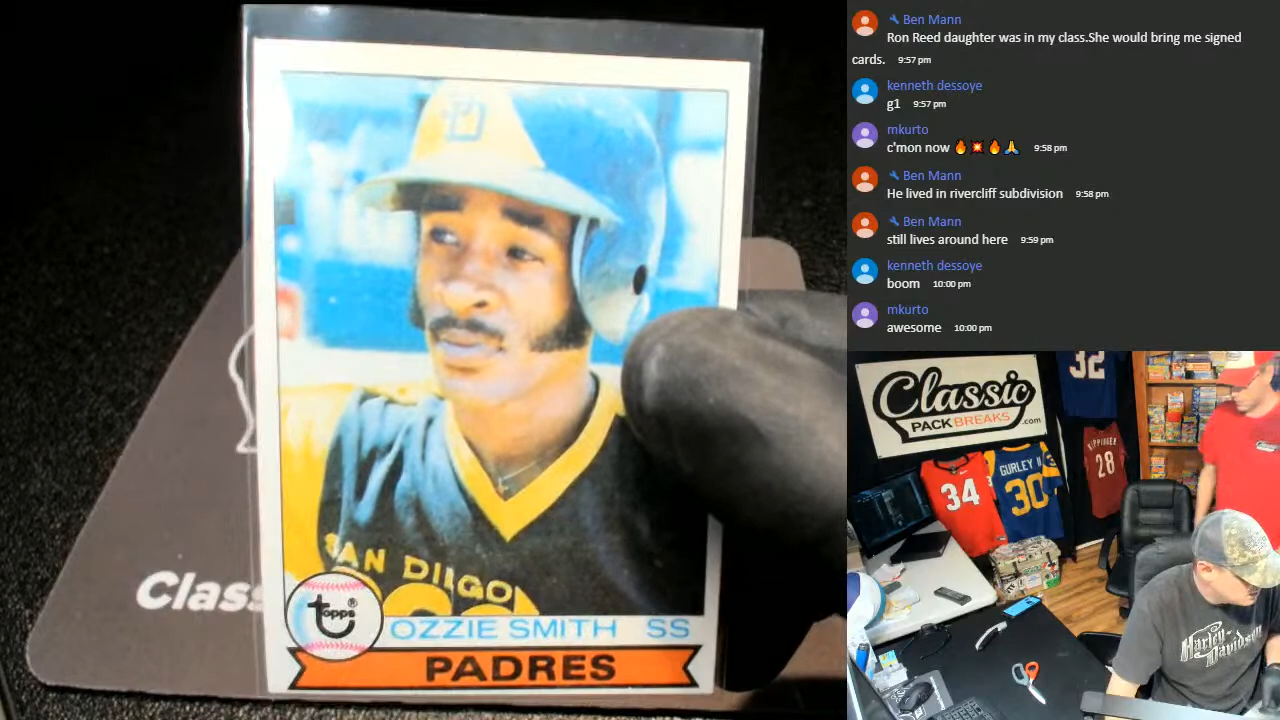 SAN DIEGO
topps®
OZZIE SMITH SS
PADRES
Class
Ben Mann
Ron Reed daughter was in my class.She would bring me signed
cards. 9:57 pm
kenneth dessoye
g1 9:57 pm
mkurto
c'mon now 🔥💥🔥🙏 9:58 pm
Ben Mann
He lived in rivercliff subdivision 9:58 pm
Ben Mann
still lives around here 9:59 pm
kenneth dessoye
boom 10:00 pm
mkurto
awesome 10:00 pm
Classic
PACKBREAKS.com
32
34
GURLEY II
30
28
Harley-
Davidson